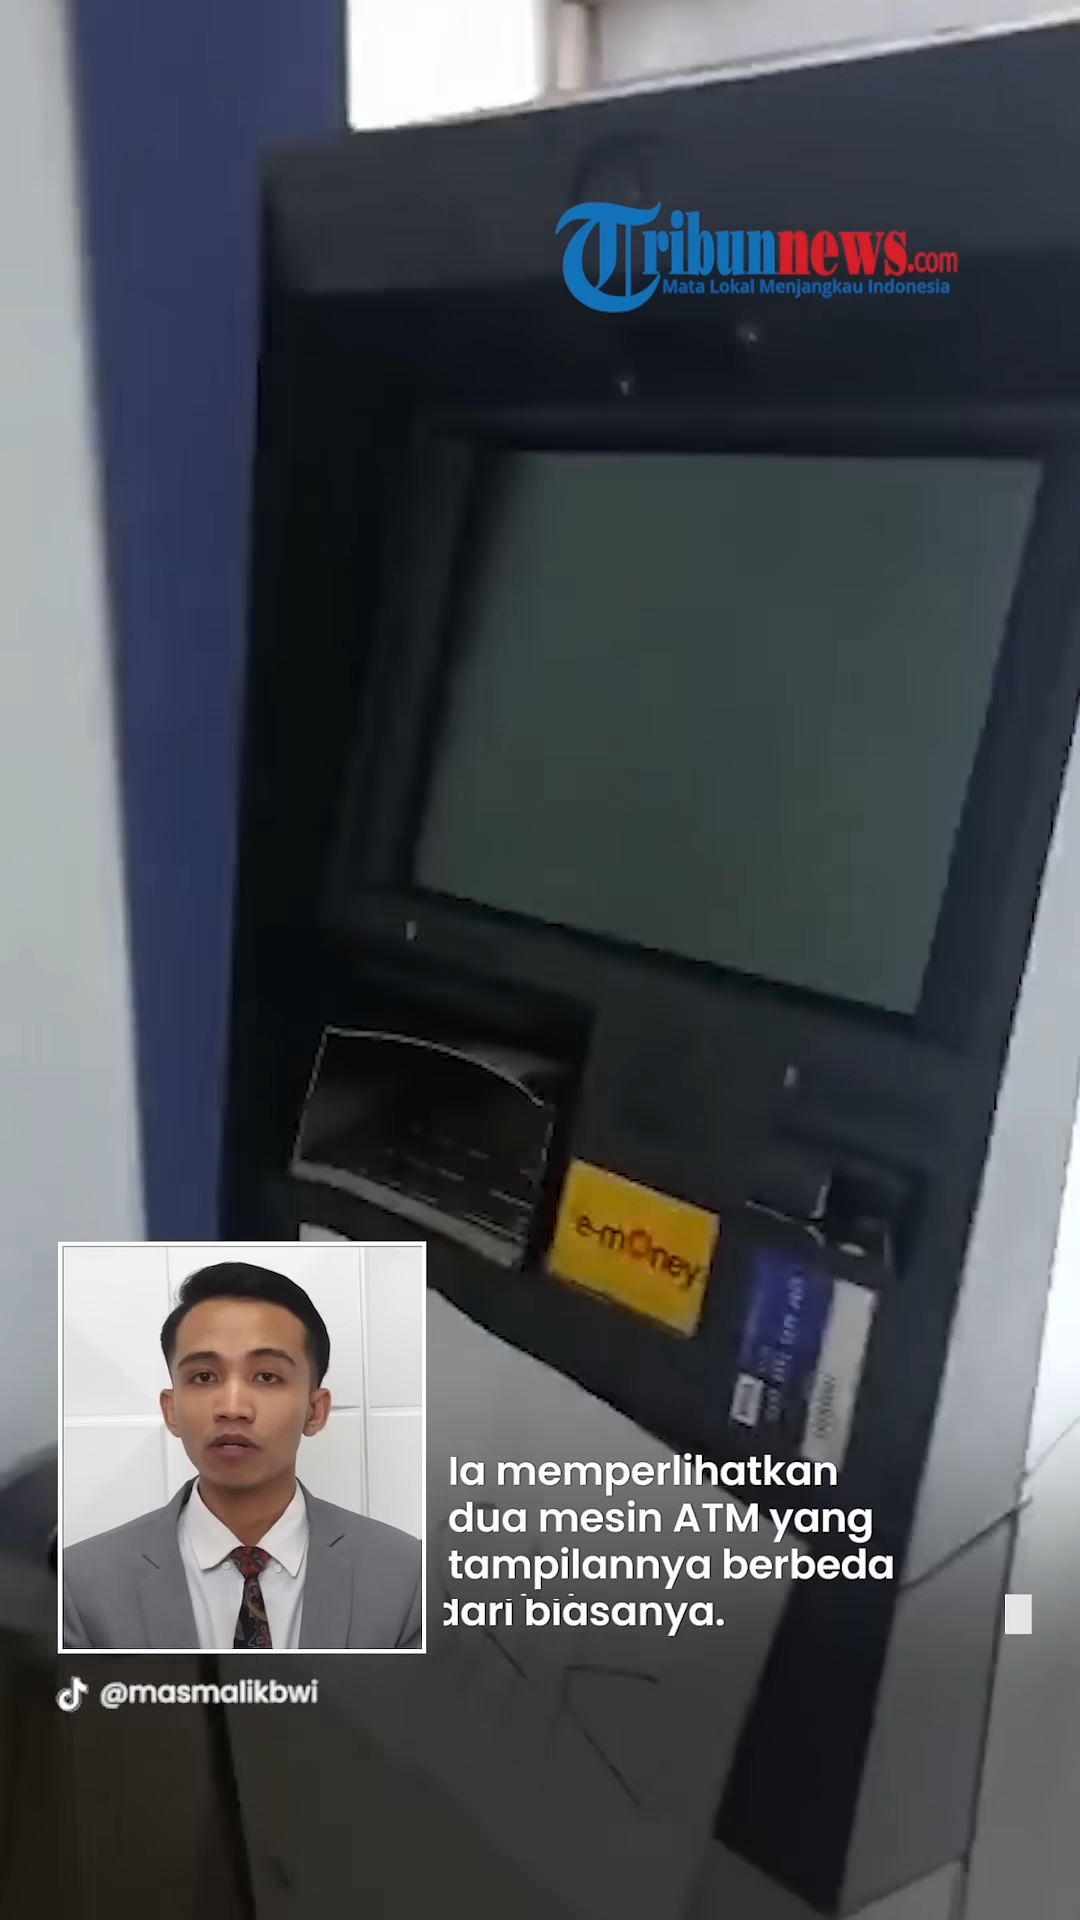 Tribunnews.com
Mata Lokal Menjangkau Indonesia
e-money
Ia memperlihatkan
dua mesin ATM yang
tampilannya berbeda
dari biasanya.
@masmalikbwi